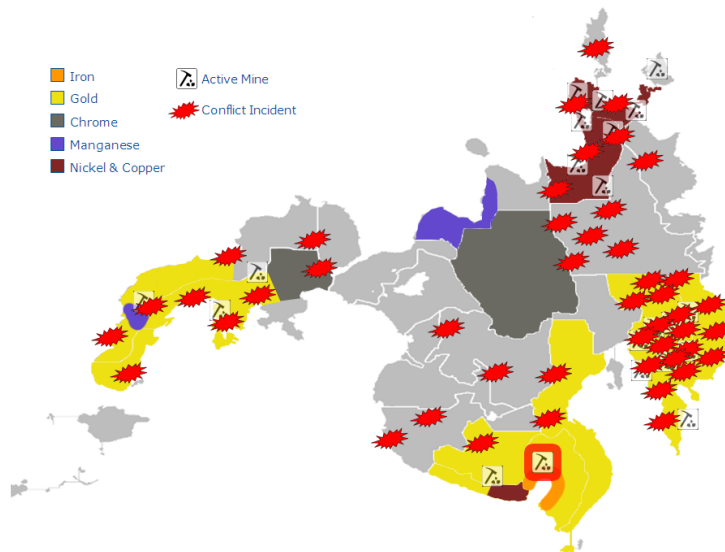 Iron
Gold
Chrome
Manganese
Nickel & Copper
Active Mine
Conflict Incident